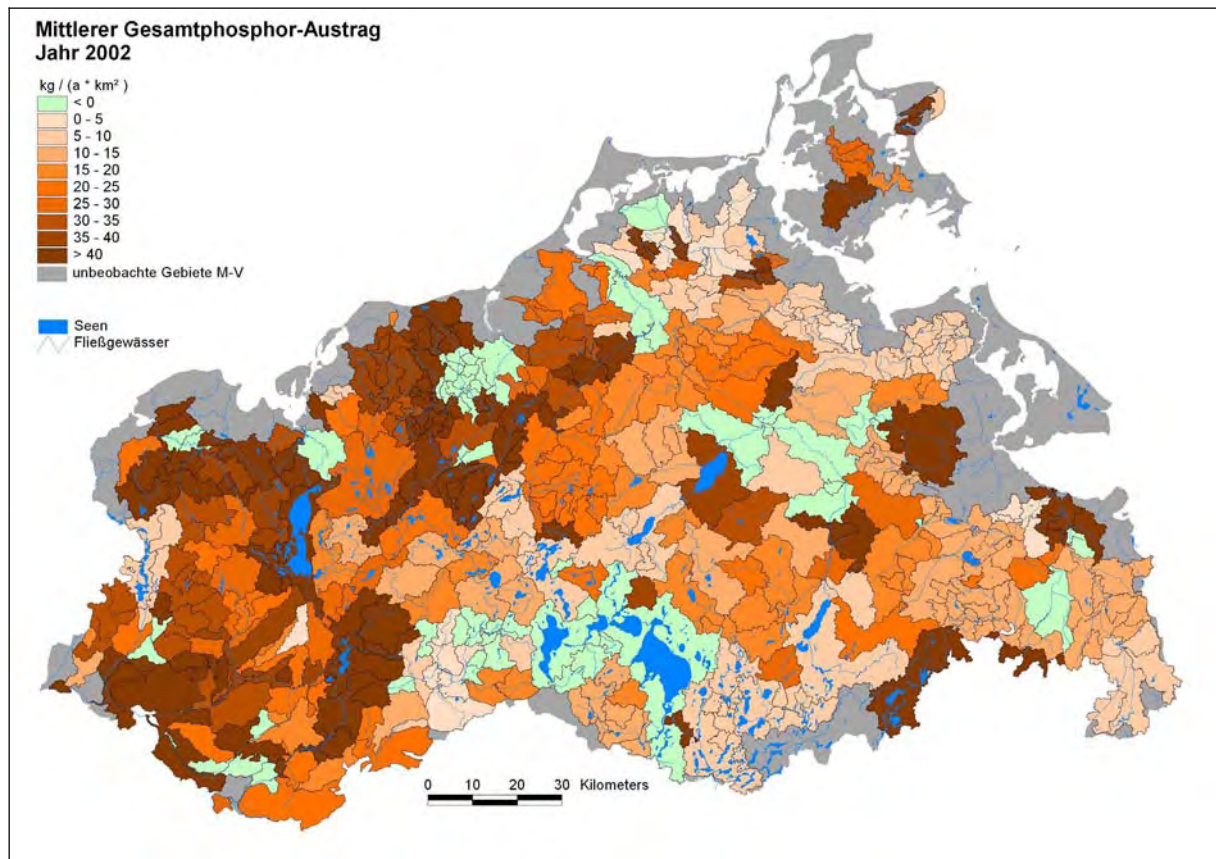 Mittlerer Gesamtphosphor-Austrag
Jahr 2002
kg / (a * km² )
< 0
0 - 5
5 - 10
10 - 15
15 - 20
20 - 25
25 - 30
30 - 35
35 - 40
> 40
unbeobachte Gebiete M-V
Seen
Fließgewässer
0 10 20 30 Kilometers